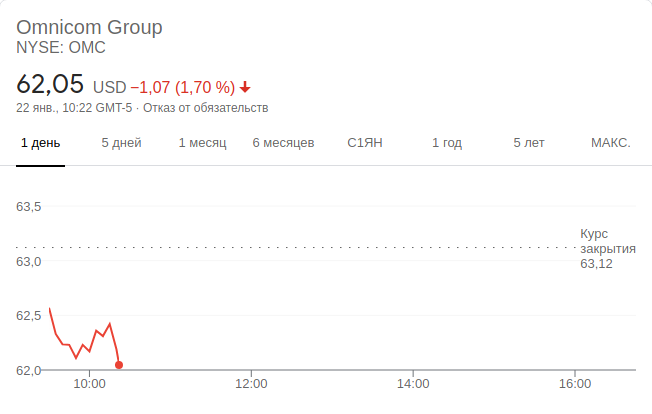 Omnicom Group
NYSE: OMC
62,05 USD −1,07 (1,70 %)
22 янв., 10:22 GMT-5 · Отказ от обязательств
1 день 5 дней 1 месяц 6 месяцев С1ЯН 1 год 5 лет МАКС.
63,5
Курс
закрытия
63,12
63,0
62,5
62,0
10:00 12:00 14:00 16:00